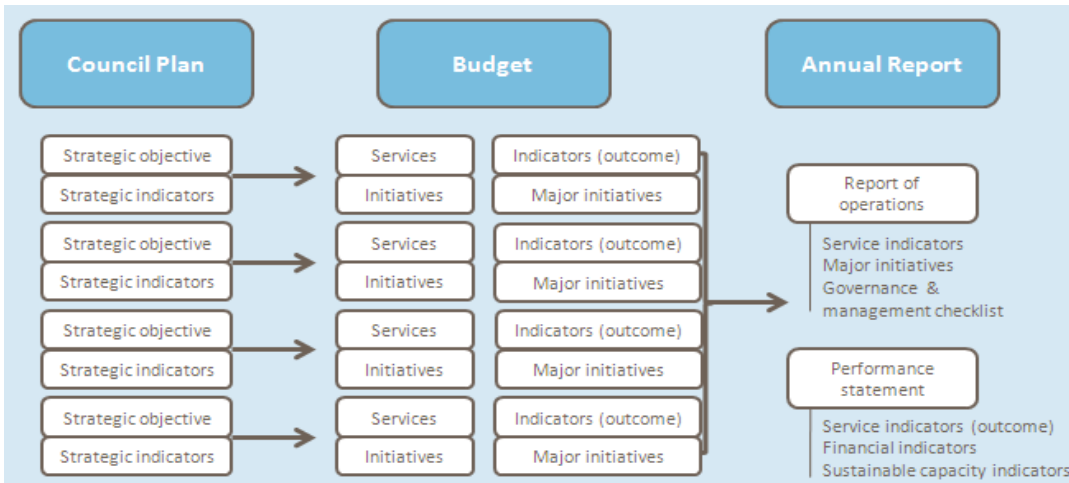 Council Plan
Budget
Annual Report
Strategic objective
Strategic indicators
Services
Initiatives
Indicators (outcome)
Major initiatives
Strategic objective
Strategic indicators
Services
Initiatives
Indicators (outcome)
Major initiatives
Strategic objective
Strategic indicators
Services
Initiatives
Indicators (outcome)
Major initiatives
Strategic objective
Strategic indicators
Services
Initiatives
Indicators (outcome)
Major initiatives
Report of
operations
Service indicators
Major initiatives
Governance &
management checklist
Performance
statement
Service indicators (outcome)
Financial indicators
Sustainable capacity indicators